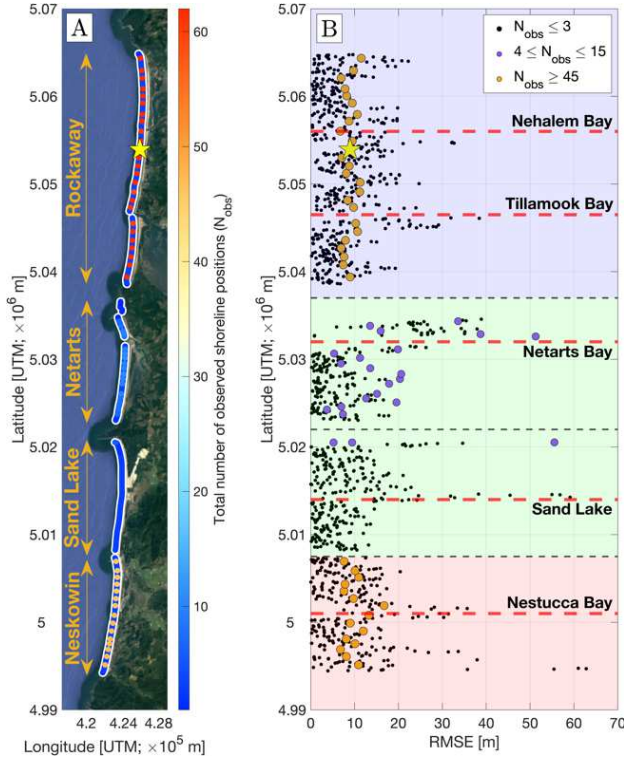 A
5.07
5.06
5.05
5.04
5.03
5.02
5.01
5
4.99
Latitude [UTM; ×10⁶ m]
Rockaway
Netarts
Sand Lake
Neskowin
4.2 4.24 4.28
Longitude [UTM; ×10⁵ m]
60
50
40
30
20
10
Total number of observed shoreline positions (N_obs)
B
5.07
5.06
5.05
5.04
5.03
5.02
5.01
5
4.99
Latitude [UTM; ×10⁶ m]
N_obs ≤ 3
4 ≤ N_obs ≤ 15
N_obs ≥ 45
Nehalem Bay
Tillamook Bay
Netarts Bay
Sand Lake
Nestucca Bay
0 10 20 30 40 50 60 70
RMSE [m]